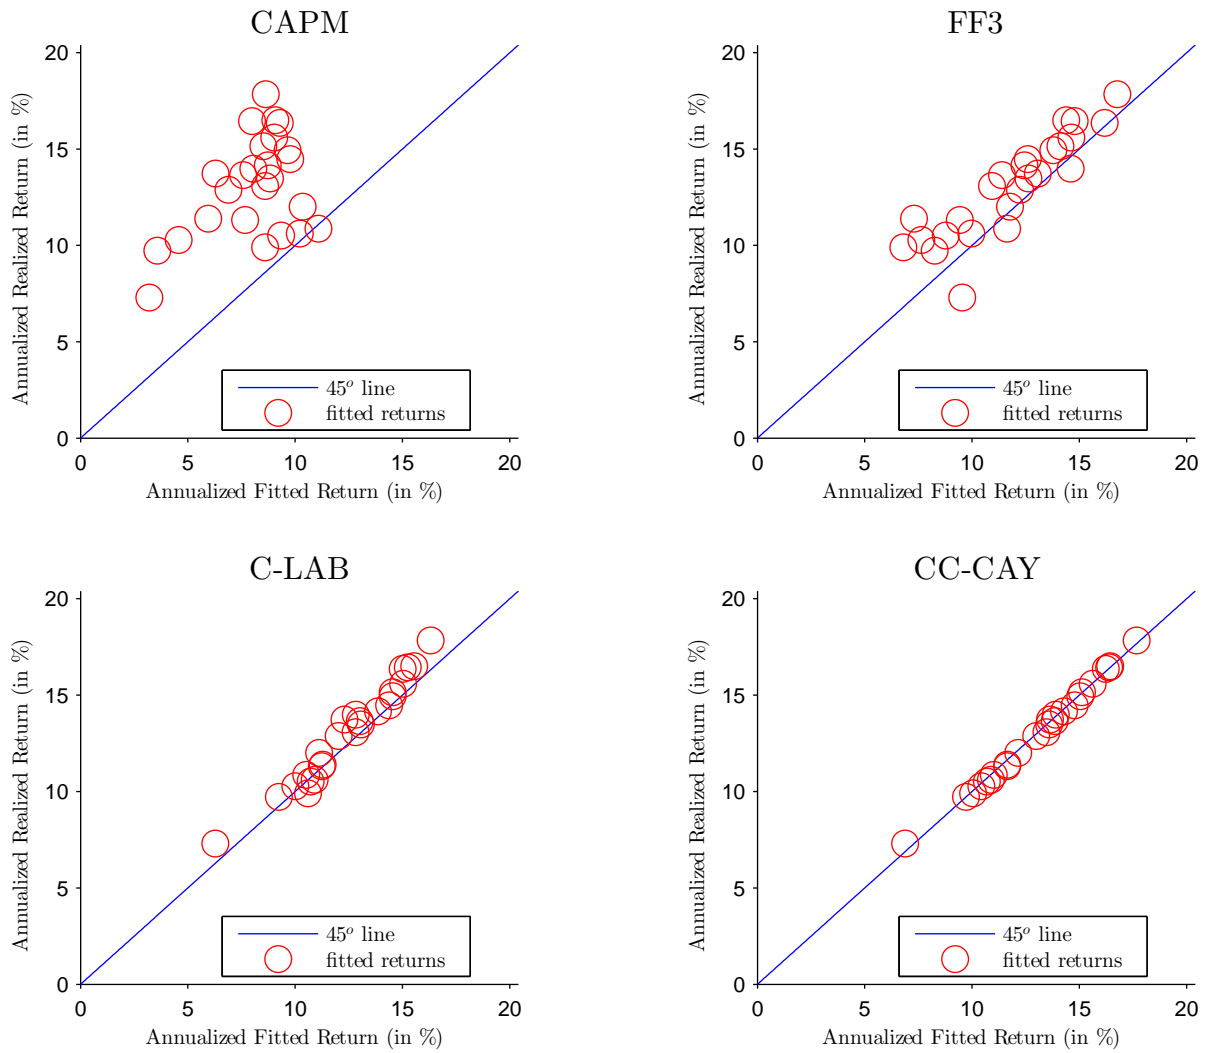 CAPM
20
15
10
5
0
0 5 10 15 20
Annualized Realized Return (in %)
Annualized Fitted Return (in %)
45° line
fitted returns
FF3
20
15
10
5
0
0 5 10 15 20
Annualized Realized Return (in %)
Annualized Fitted Return (in %)
45° line
fitted returns
C-LAB
20
15
10
5
0
0 5 10 15 20
Annualized Realized Return (in %)
Annualized Fitted Return (in %)
45° line
fitted returns
CC-CAY
20
15
10
5
0
0 5 10 15 20
Annualized Realized Return (in %)
Annualized Fitted Return (in %)
45° line
fitted returns